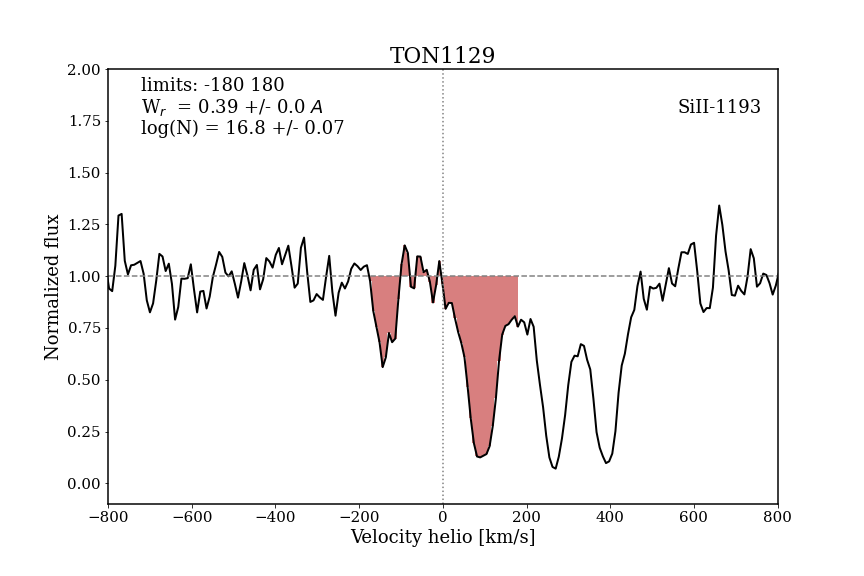 TON1129
limits: -180 180
Wr = 0.39 +/- 0.0 A
log(N) = 16.8 +/- 0.07
SiII-1193
2.00
1.75
1.50
1.25
1.00
0.75
0.50
0.25
0.00
Normalized flux
−800 −600 −400 −200 0 200 400 600 800
Velocity helio [km/s]